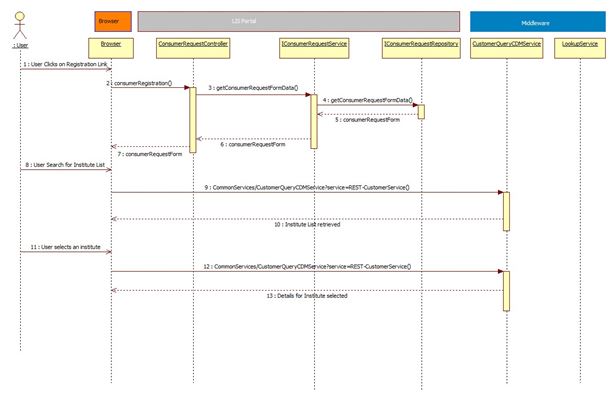 Browser
LIS Portal
Middleware
: User
Browser
ConsumerRequestController
IConsumerRequestService
IConsumerRequestRepository
CustomerQueryCDMService
LookupService
1 : User Clicks on Registration Link
2 : consumerRegistration()
3 : getConsumerRequestFormData()
4 : getConsumerRequestFormData()
5 : consumerRequestForm
6 : consumerRequestForm
7 : consumerRequestForm
8 : User Search for Institute List
9 : CommonServices/CustomerQueryCDMService?service=REST-CustomerService()
10 : Institute List retrieved
11 : User selects an institute
12 : CommonServices/CustomerQueryCDMService?service=REST-CustomerService()
13 : Details for Institute selected